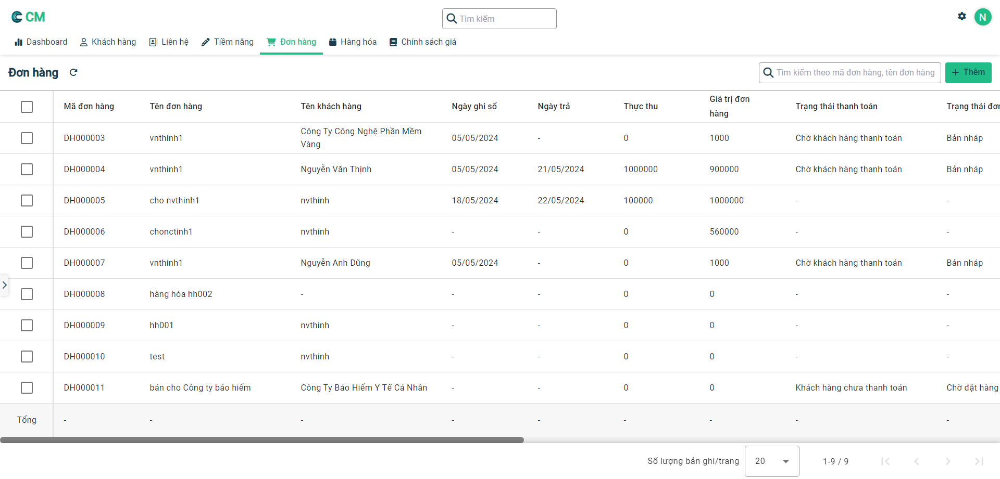 CM
Tìm kiếm
N
Dashboard Khách hàng Liên hệ Tiềm năng Đơn hàng Hàng hóa Chính sách giá
Đơn hàng
Tìm kiếm theo mã đơn hàng, tên đơn hàng
+ Thêm
Mã đơn hàng Tên đơn hàng Tên khách hàng Ngày ghi sổ Ngày trả Thực thu Giá trị đơn hàng Trạng thái thanh toán Trạng thái đơn
DH000003 vnthinh1 Công Ty Công Nghệ Phần Mềm Vàng 05/05/2024 - 0 1000 Chờ khách hàng thanh toán Bản nháp
DH000004 vnthinh1 Nguyễn Văn Thịnh 05/05/2024 21/05/2024 1000000 900000 Chờ khách hàng thanh toán Bản nháp
DH000005 cho nvthinh1 nvthinh 18/05/2024 22/05/2024 100000 1000000 - -
DH000006 chonctinh1 nvthinh - - 0 560000 - -
DH000007 vnthinh1 Nguyễn Anh Dũng 05/05/2024 - 0 1000 Chờ khách hàng thanh toán Bản nháp
DH000008 hàng hóa hh002 - - - 0 0 - -
DH000009 hh001 nvthinh - - 0 0 - -
DH000010 test nvthinh - - 0 0 - -
DH000011 bán cho Công ty bảo hiểm Công Ty Bảo Hiểm Y Tế Cá Nhân - - 0 0 Khách hàng chưa thanh toán Chờ đặt hàng
Tổng - - - - - - - - -
Số lượng bản ghi/trang 20 1-9 / 9